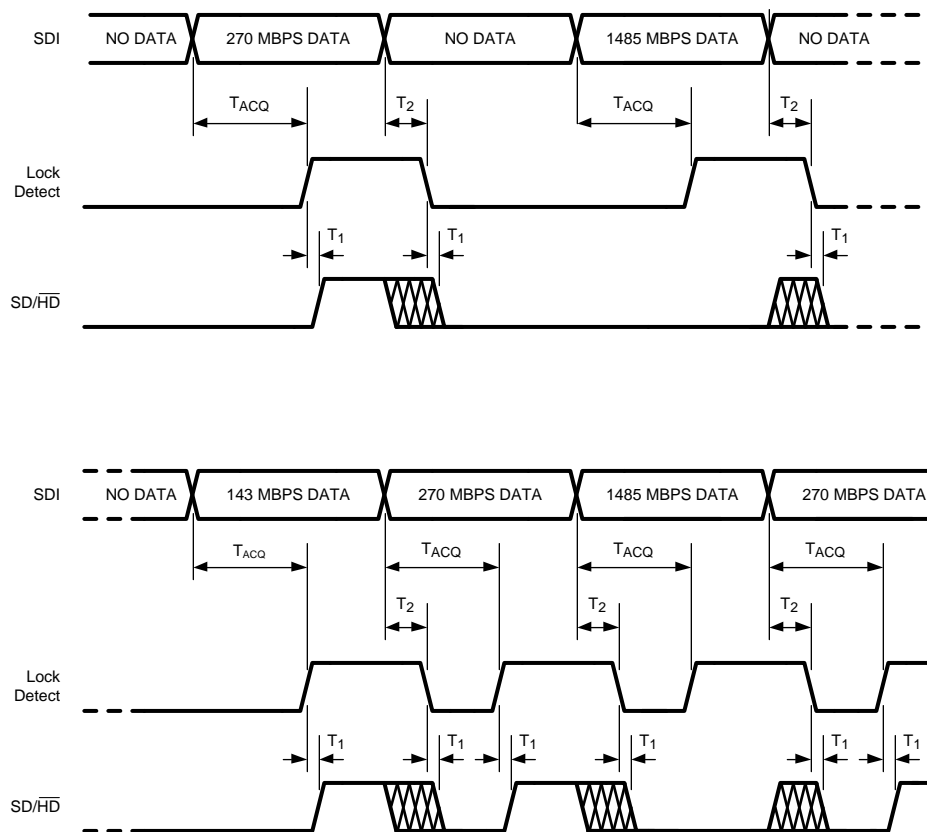 SDI NO DATA 270 MBPS DATA NO DATA 1485 MBPS DATA NO DATA
TACQ T2 TACQ T2
Lock
Detect
T1 T1 T1
SD/HD
SDI NO DATA 143 MBPS DATA 270 MBPS DATA 1485 MBPS DATA 270 MBPS DATA
TACQ TACQ TACQ TACQ
T2 T2 T2
Lock
Detect
T1 T1 T1 T1 T1 T1
SD/HD